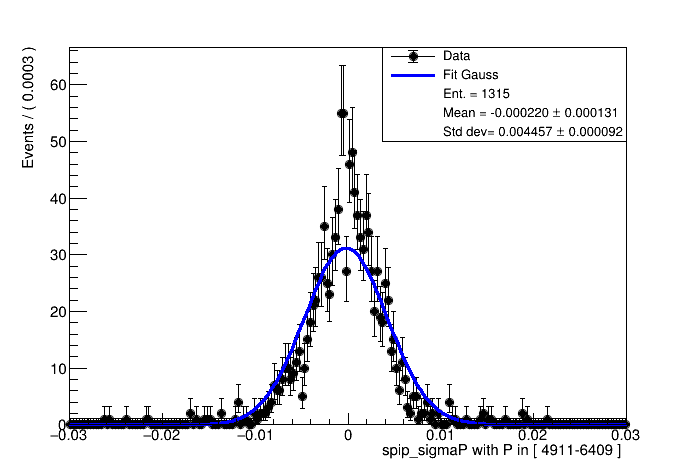 Events / ( 0.0003 )
60
50
40
30
20
10
0
−0.03 −0.02 −0.01 0 0.01 0.02 0.03
spip_sigmaP with P in [ 4911-6409 ]
Data
Fit Gauss
Ent. = 1315
Mean = -0.000220 ± 0.000131
Std dev= 0.004457 ± 0.000092